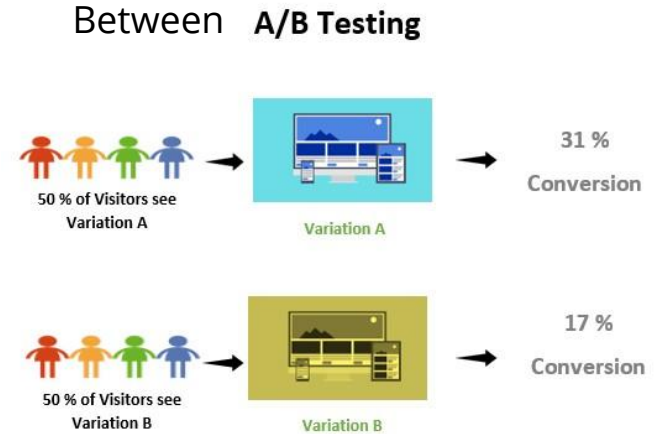 Between A/B Testing
31 %
Conversion
50 % of Visitors see
Variation A
Variation A
17 %
Conversion
50 % of Visitors see
Variation B
Variation B